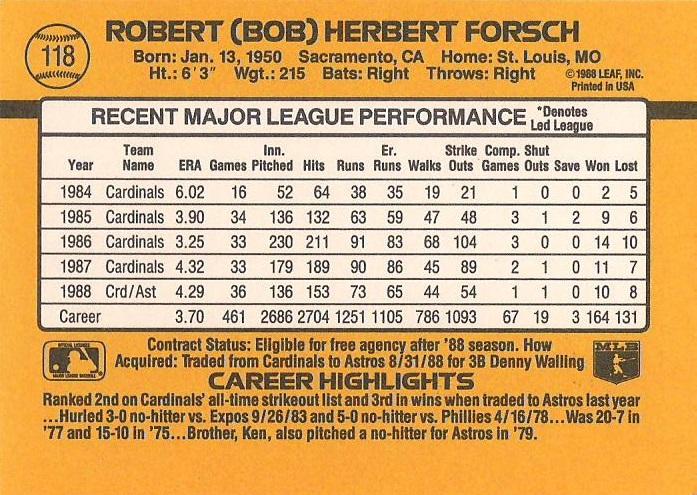 118
ROBERT (BOB) HERBERT FORSCH
Born: Jan. 13, 1950 Sacramento, CA Home: St. Louis, MO
Ht.: 6'3" Wgt.: 215 Bats: Right Throws: Right
©1988 LEAF, INC.
Printed in USA
RECENT MAJOR LEAGUE PERFORMANCE *Denotes Led League
Year Team Name ERA Games Inn. Pitched Hits Runs Er. Runs Walks Strike Outs Comp. Games Shut Outs Save Won Lost
1984 Cardinals 6.02 16 52 64 38 35 19 21 1 0 0 2 5
1985 Cardinals 3.90 34 136 132 63 59 47 48 3 1 2 9 6
1986 Cardinals 3.25 33 230 211 91 83 68 104 3 0 0 14 10
1987 Cardinals 4.32 33 179 189 90 86 45 89 2 1 0 11 7
1988 Crd/Ast 4.29 36 136 153 73 65 44 54 1 1 0 10 8
Career 3.70 461 2686 2704 1251 1105 786 1093 67 19 3 164 131
Contract Status: Eligible for free agency after '88 season. How
Acquired: Traded from Cardinals to Astros 8/31/88 for 3B Denny Walling
MLB
CAREER HIGHLIGHTS
Ranked 2nd on Cardinals' all-time strikeout list and 3rd in wins when traded to Astros last year
...Hurled 3-0 no-hitter vs. Expos 9/26/83 and 5-0 no-hitter vs. Phillies 4/16/78...Was 20-7
in '77 and 15-10 in '75...Brother, Ken, also pitched a no-hitter for Astros in '79.